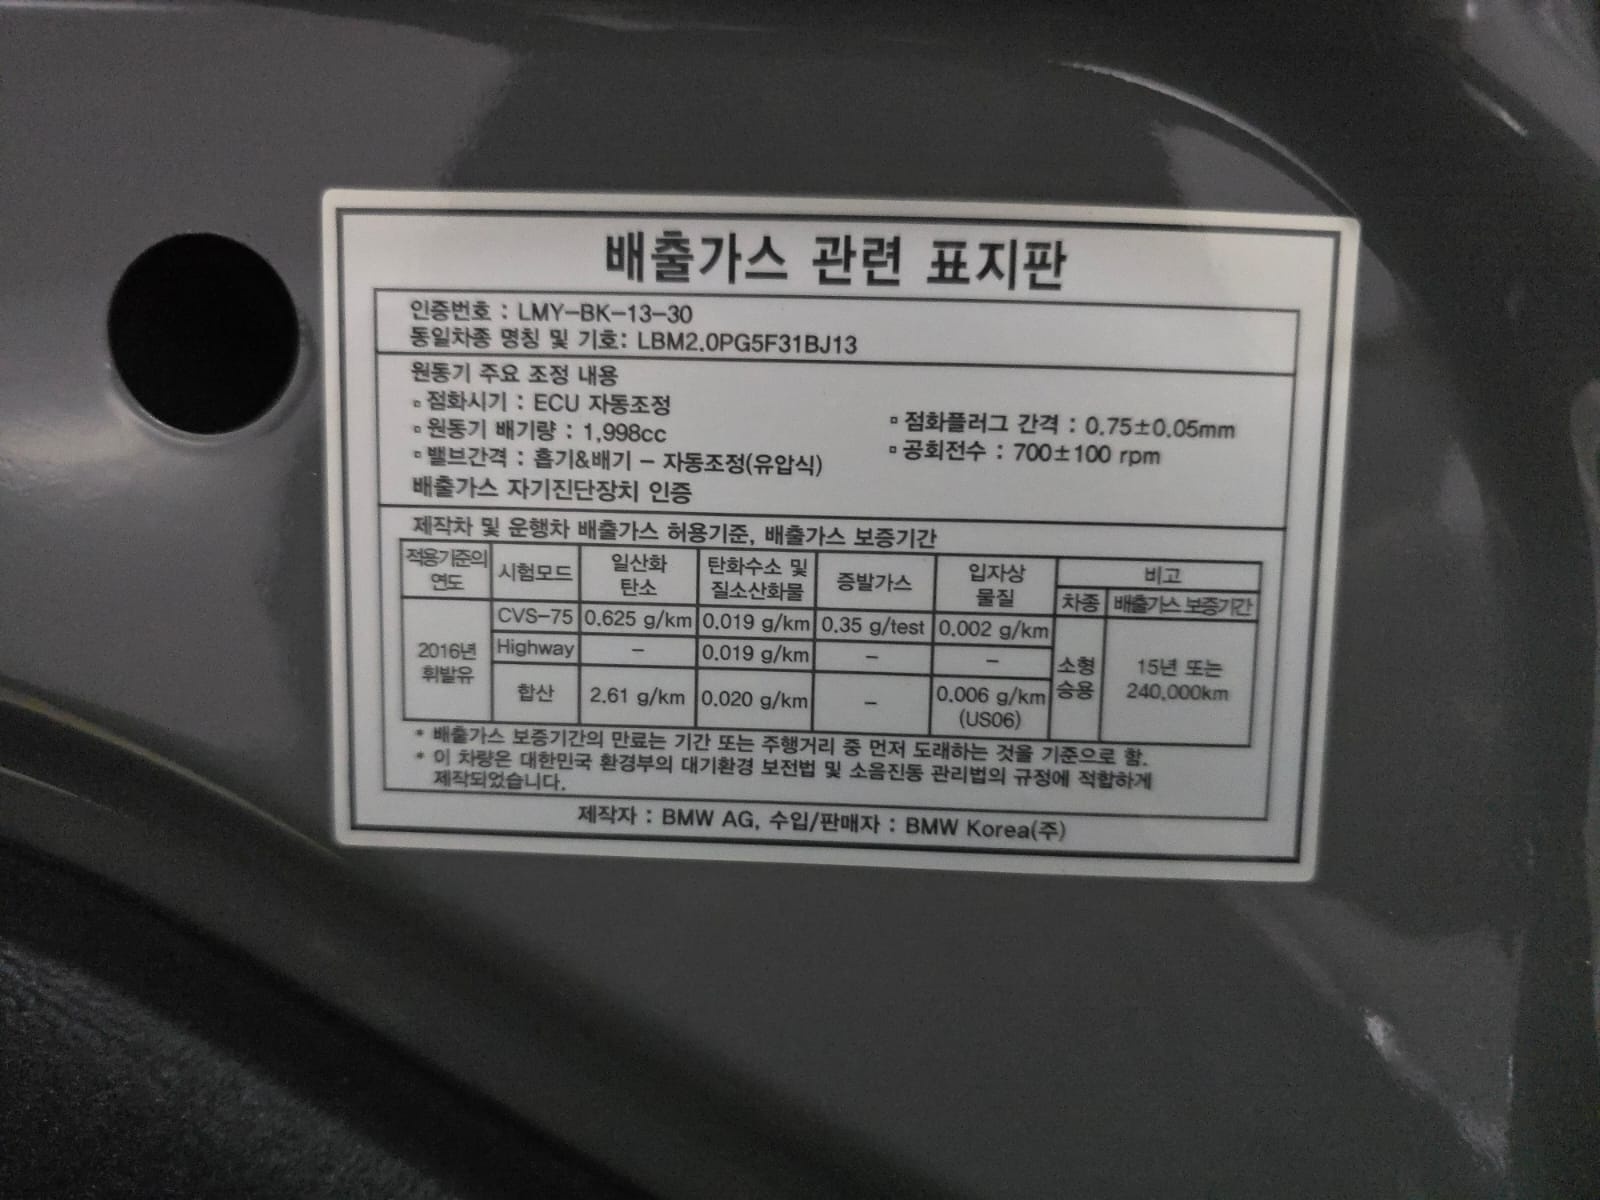 배출가스 관련 표지판
인증번호 : LMY-BK-13-30
동일차종 명칭 및 기호: LBM2.0PG5F31BJ13
원동기 주요 조정 내용
▫ 점화시기 : ECU 자동조정
▫ 점화플러그 간격 : 0.75±0.05mm
▫ 원동기 배기량 : 1,998cc
▫ 공회전수 : 700±100 rpm
▫ 밸브간격 : 흡기&배기 - 자동조정(유압식)
배출가스 자기진단장치 인증
제작차 및 운행차 배출가스 허용기준, 배출가스 보증기간
적용기준의 연도 시험모드 일산화 탄소 탄화수소 및 질소산화물 증발가스 입자상 물질 비고
차종 배출가스 보증기간
2016년 휘발유
CVS-75 0.625 g/km 0.019 g/km 0.35 g/test 0.002 g/km
Highway - 0.019 g/km - -
합산 2.61 g/km 0.020 g/km - 0.006 g/km (US06)
소형 승용
15년 또는 240,000km
* 배출가스 보증기간의 만료는 기간 또는 주행거리 중 먼저 도래하는 것을 기준으로 함.
* 이 차량은 대한민국 환경부의 대기환경 보전법 및 소음진동 관리법의 규정에 적합하게
제작되었습니다.
제작자 : BMW AG, 수입/판매자 : BMW Korea(주)